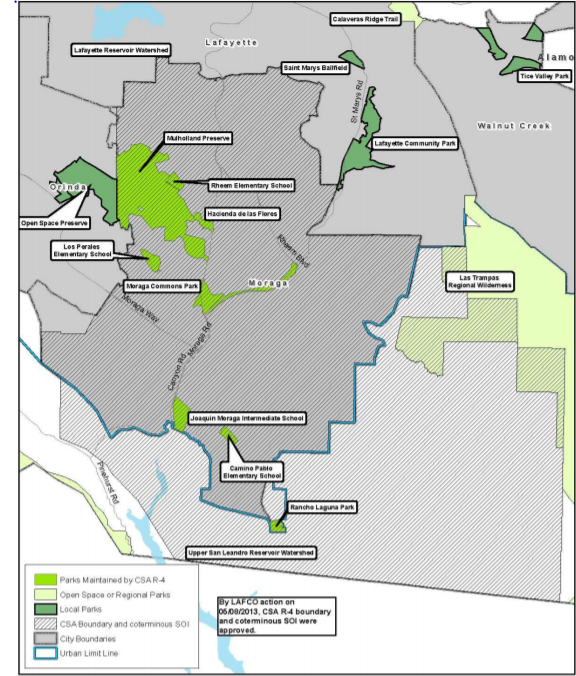 Calaveras Ridge Trail
Lafayette Reservoir Watershed
Lafayette
Alamo
Saint Marys Ballfield
Tice Valley Park
St Marys Rd
Walnut Creek
Mulholland Preserve
Lafayette Community Park
Rheem Elementary School
Orinda
Hacienda de las Flores
Open Space Preserve
Los Perales
Elementary School
Rheem Blvd
Las Trampas
Regional Wilderness
Moraga Commons Park
Moraga
Moraga Way
Moraga Rd
Canyon Rd
Joaquin Moraga Intermediate School
Camino Pablo
Elementary School
Pinehurst Rd
Rancho Laguna Park
Upper San Leandro Reservoir Watershed
Parks Maintained by CSA R-4
Open Space or Regional Parks
Local Parks
CSA Boundary and coterminous SOI
City Boundaries
Urban Limit Line
By LAFCO action on
05/08/2013, CSA R-4 boundary
and coterminous SOI were
approved.